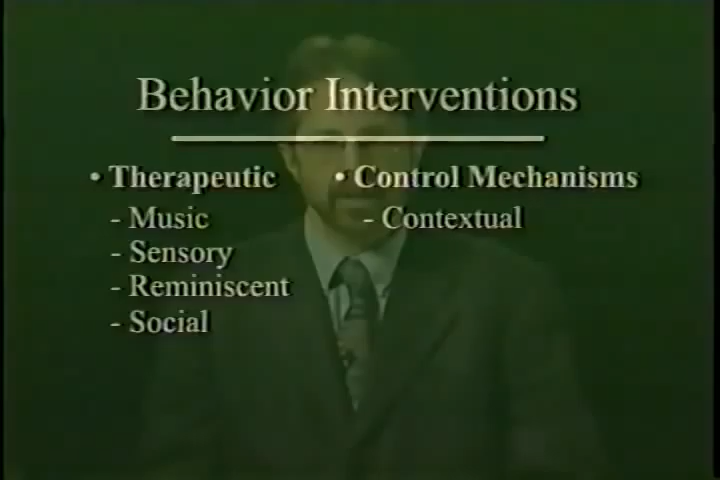 Behavior Interventions
• Therapeutic
- Music
- Sensory
- Reminiscent
- Social
• Control Mechanisms
- Contextual